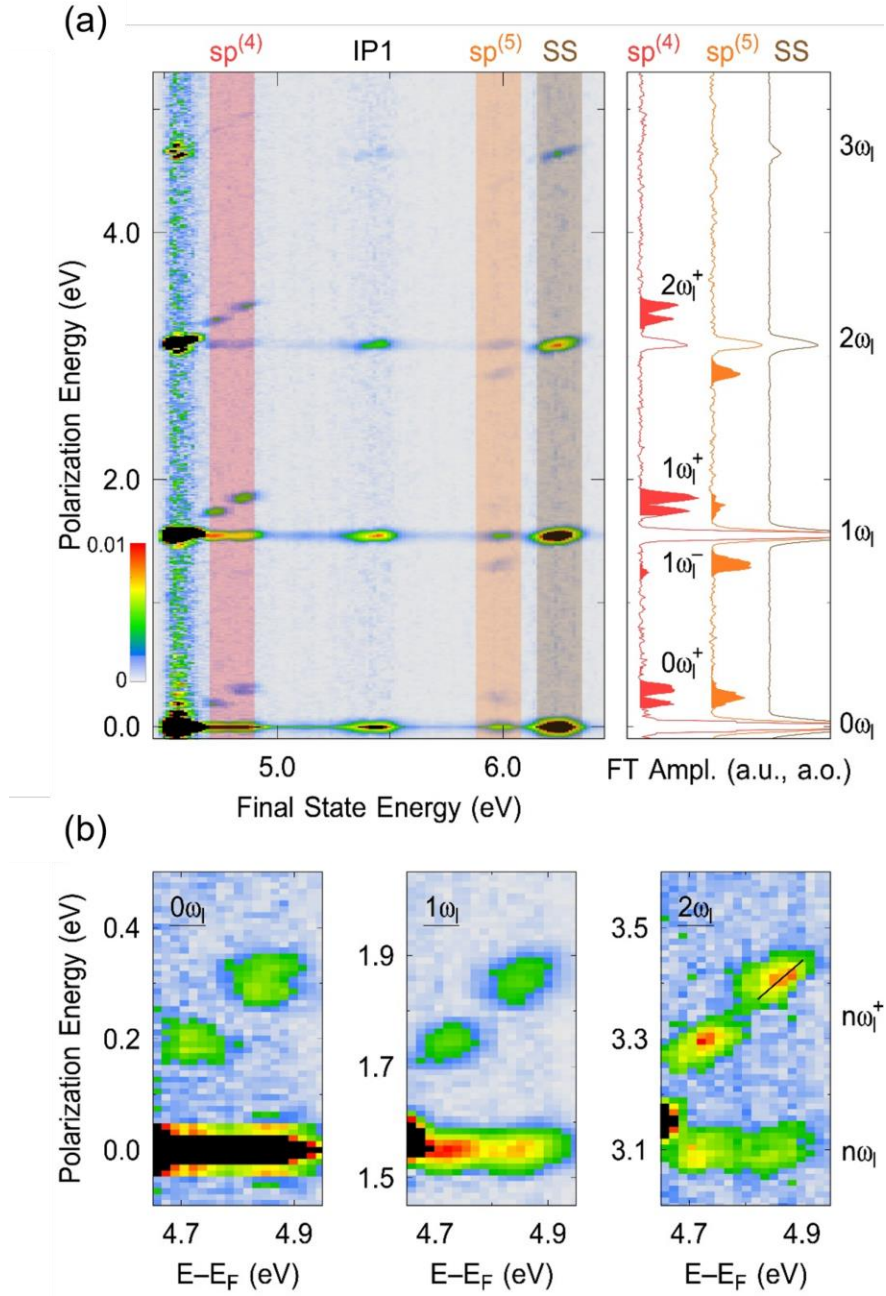 (a)
sp(4) IP1 sp(5) SS sp(4) sp(5) SS
Polarization Energy (eV)
4.0
2.0
0.0
0.01
0
5.0 6.0
Final State Energy (eV)
3ωl
2ωl+
2ωl
1ωl+
1ωl
1ωl−
0ωl+
0ωl
FT Ampl. (a.u., a.o.)
(b)
Polarization Energy (eV)
0ωl
0.4
0.2
0.0
4.7 4.9
E–EF (eV)
1ωl
1.9
1.7
1.5
4.7 4.9
E–EF (eV)
2ωl
3.5
3.3
3.1
4.7 4.9
E–EF (eV)
nωl+
nωl